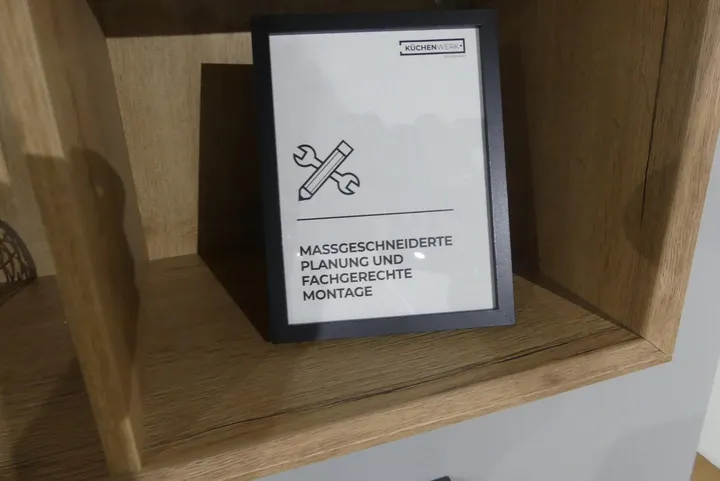 KÜCHENWERK
MASSGESCHNEIDERTE
PLANUNG UND
FACHGERECHTE
MONTAGE